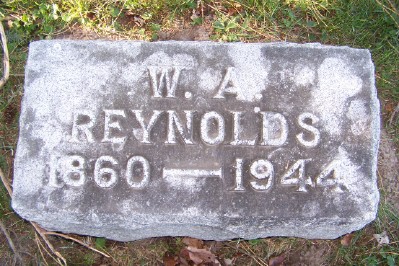 W. A.
REYNOLDS
1860 — 1944